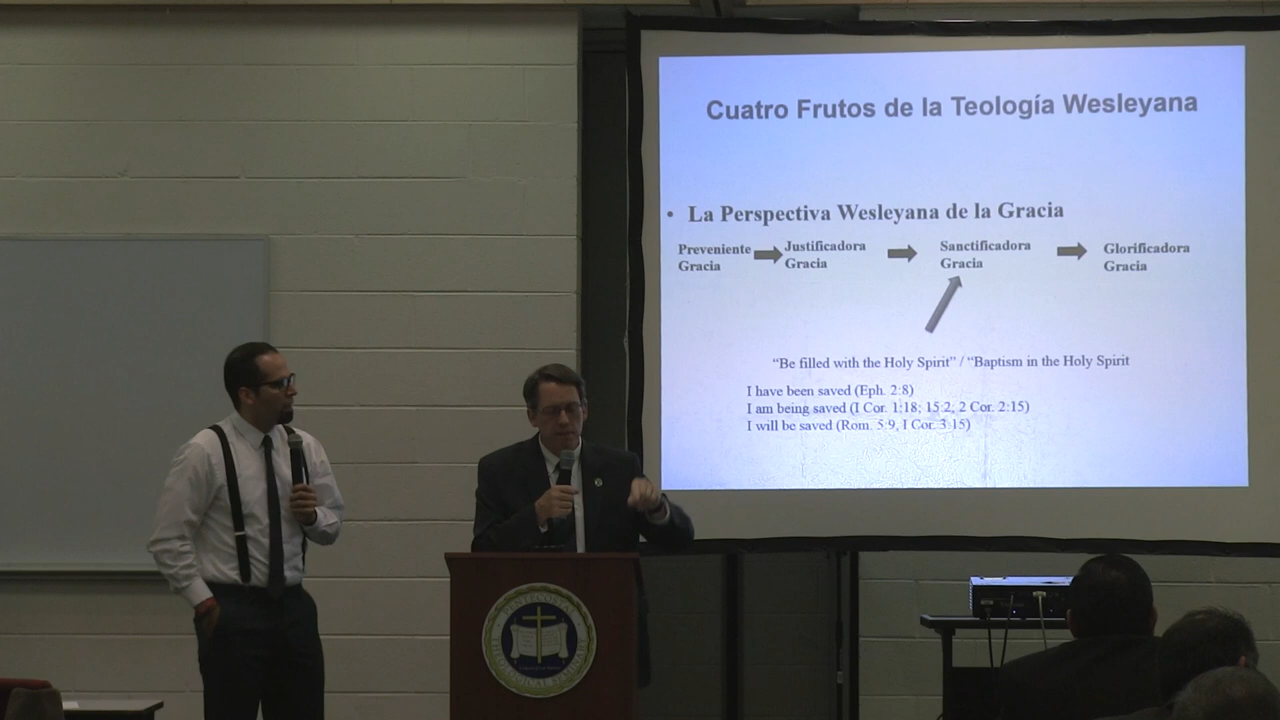 Cuatro Frutos de la Teología Wesleyana
• La Perspectiva Wesleyana de la Gracia
Preveniente Gracia
Justificadora Gracia
Sanctificadora Gracia
Glorificadora Gracia
“Be filled with the Holy Spirit” / “Baptism in the Holy Spirit
I have been saved (Eph. 2:8)
I am being saved (I Cor. 1:18; 15:2, 2 Cor. 2:15)
I will be saved (Rom. 5:9, I Cor. 3:15)
PENTECOSTAL
THEOLOGICAL SEMINARY